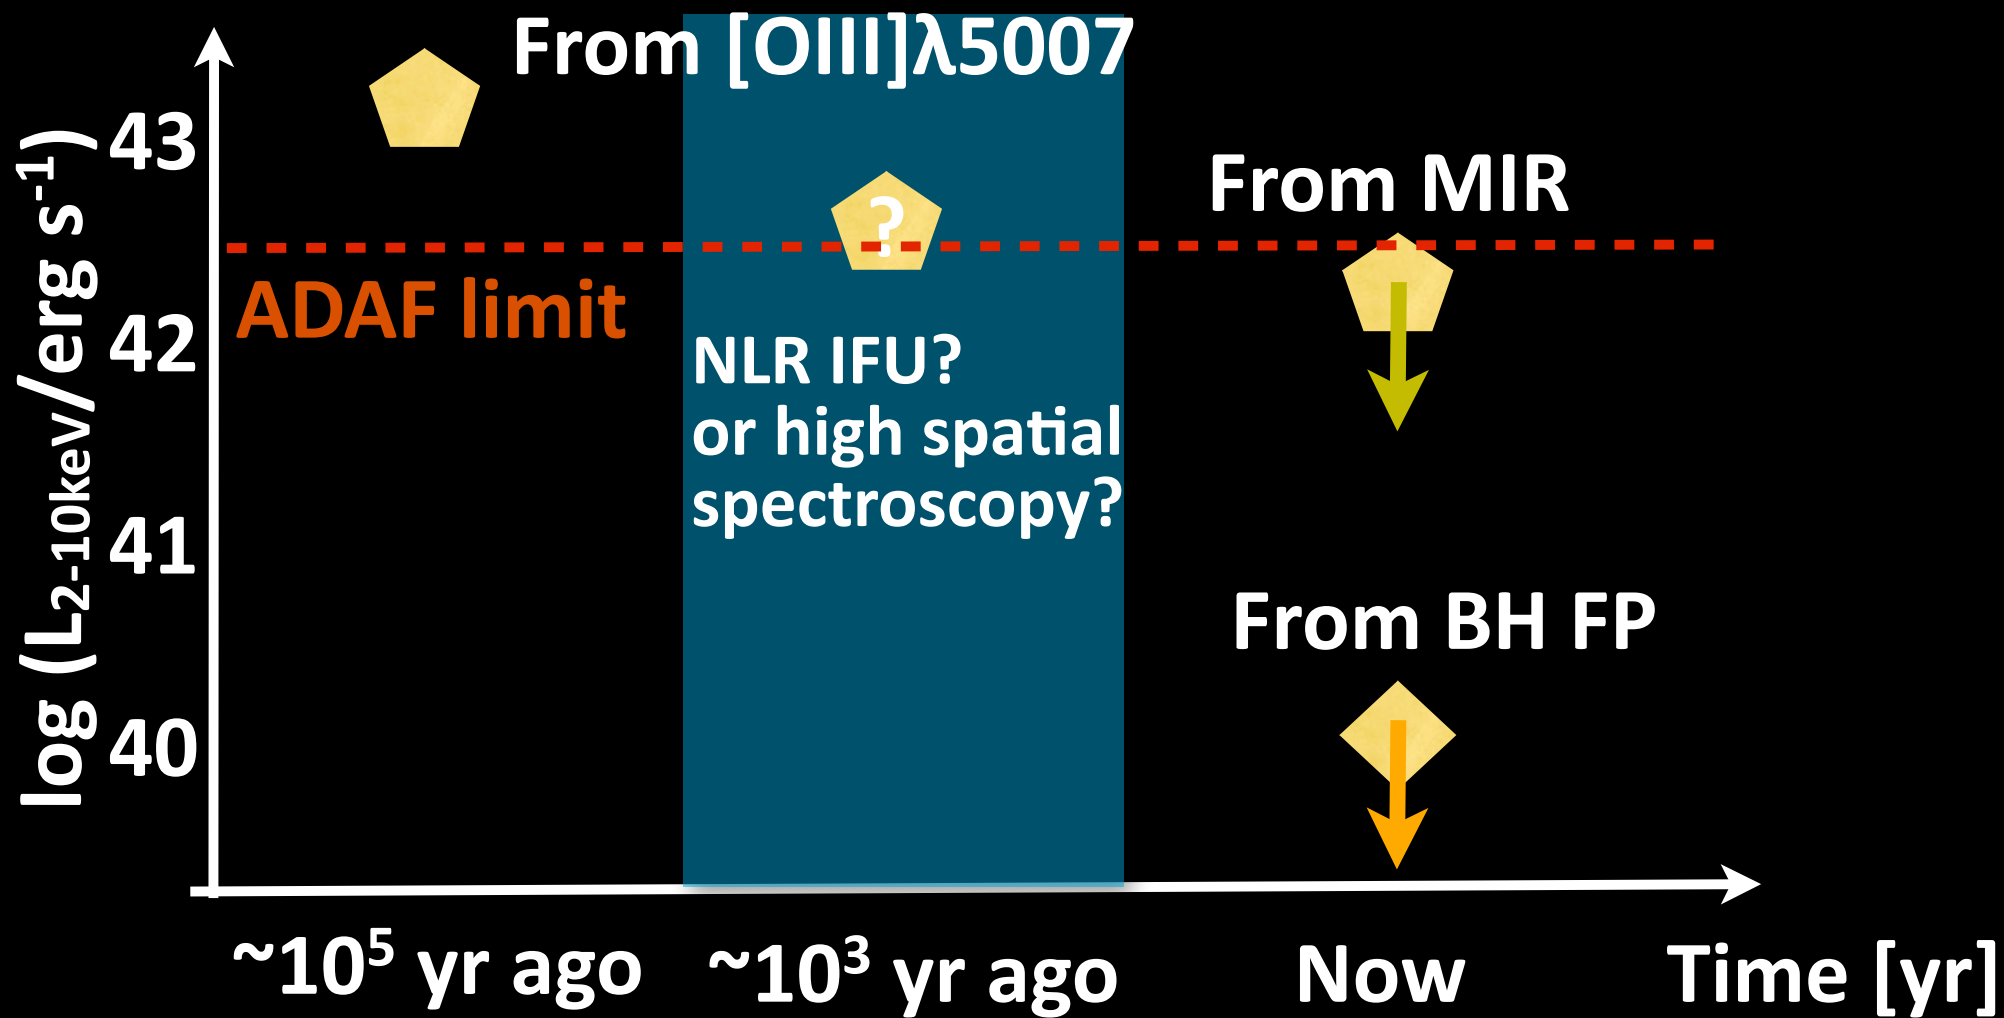 From [OIII]λ5007
43
?
From MIR
ADAF limit
42
NLR IFU?
or high spatial
spectroscopy?
41
From BH FP
40
log (L2-10keV/erg s-1)
~10⁵ yr ago
~10³ yr ago
Now
Time [yr]